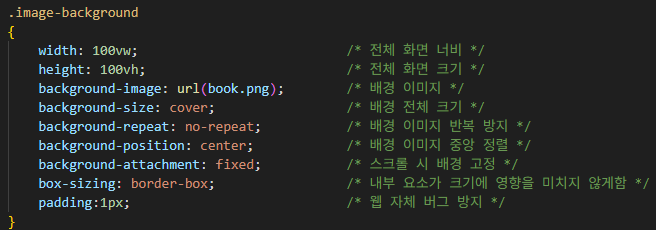 .image-background
{
width: 100vw; /* 전체 화면 너비 */
height: 100vh; /* 전체 화면 크기 */
background-image: url(book.png); /* 배경 이미지 */
background-size: cover; /* 배경 전체 크기 */
background-repeat: no-repeat; /* 배경 이미지 반복 방지 */
background-position: center; /* 배경 이미지 중앙 정렬 */
background-attachment: fixed; /* 스크롤 시 배경 고정 */
box-sizing: border-box; /* 내부 요소가 크기에 영향을 미치지 않게함 */
padding:1px; /* 웹 자체 버그 방지 */
}